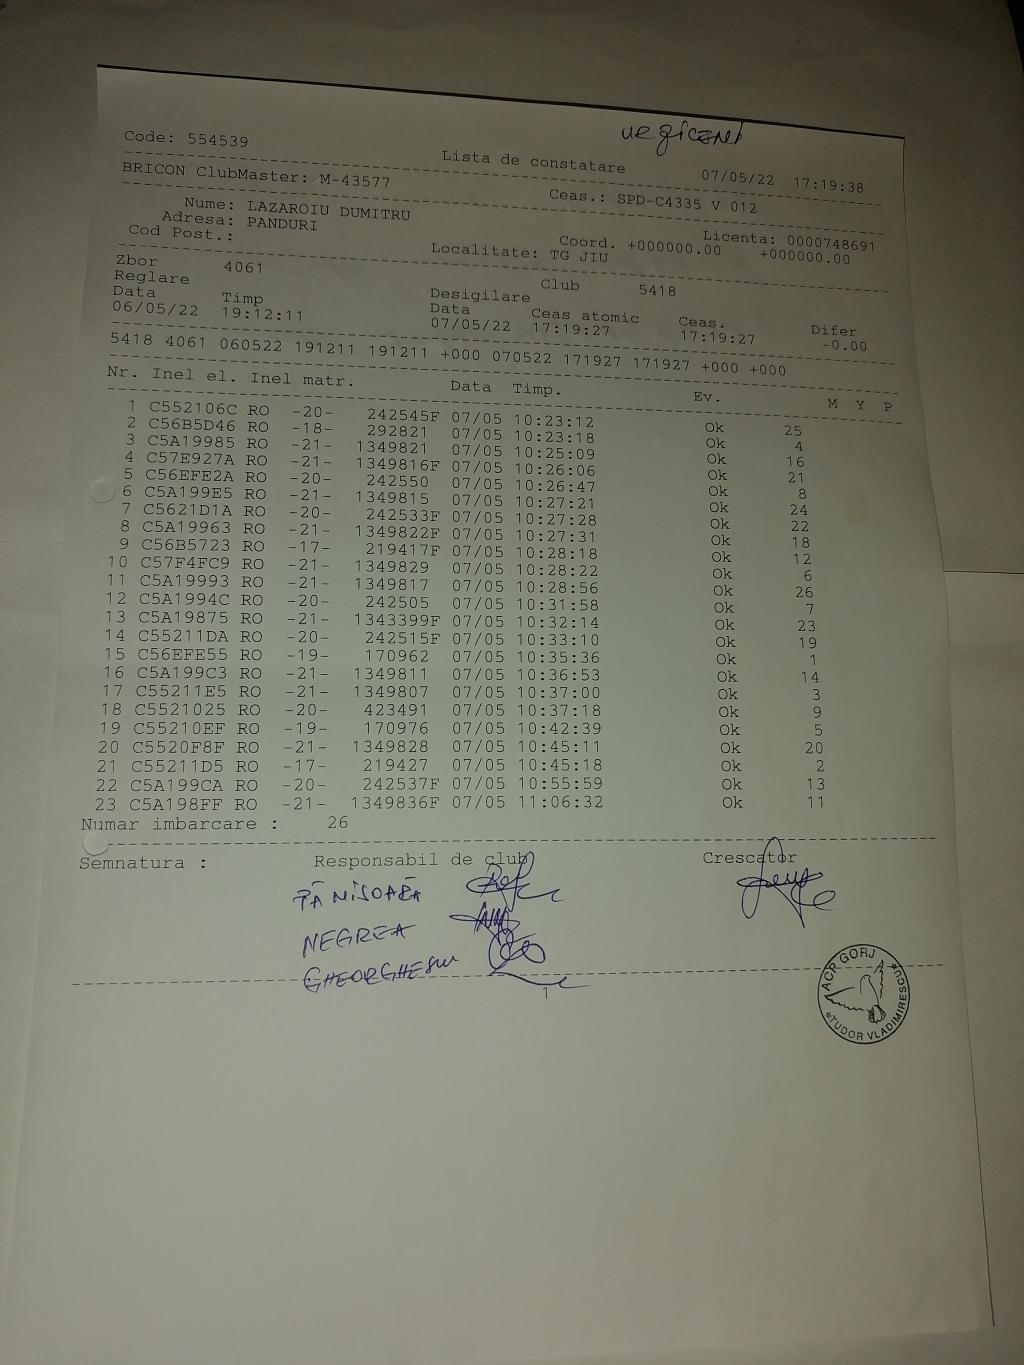 urziceni
Code: 554539
Lista de constatare 07/05/22 17:19:38
BRICON ClubMaster: M-43577 Ceas.: SPD-C4335 V 012
Nume: LAZAROIU DUMITRU Licenta: 0000748691
Adresa: PANDURI Coord. +000000.00 +000000.00
Cod Post.: Localitate: TG JIU
Zbor 4061 Club 5418
Reglare Desigilare
Data Timp Data Ceas atomic Ceas. Difer
06/05/22 19:12:11 07/05/22 17:19:27 17:19:27 -0.00
5418 4061 060522 191211 191211 +000 070522 171927 171927 +000 +000
Nr. Inel el. Inel matr. Data Timp. Ev. M Y P
1 C552106C RO -20- 242545F 07/05 10:23:12 Ok 25
2 C56B5D46 RO -18- 292821 07/05 10:23:18 Ok 4
3 C5A19985 RO -21- 1349821 07/05 10:25:09 Ok 16
4 C57E927A RO -21- 1349816F 07/05 10:26:06 Ok 21
5 C56EFE2A RO -20- 242550 07/05 10:26:47 Ok 8
6 C5A199E5 RO -21- 1349815 07/05 10:27:21 Ok 24
7 C5621D1A RO -20- 242533F 07/05 10:27:28 Ok 22
8 C5A19963 RO -21- 1349822F 07/05 10:27:31 Ok 18
9 C56B5723 RO -17- 219417F 07/05 10:28:18 Ok 12
10 C57F4FC9 RO -21- 1349829 07/05 10:28:22 Ok 6
11 C5A19993 RO -21- 1349817 07/05 10:28:56 Ok 26
12 C5A1994C RO -20- 242505 07/05 10:31:58 Ok 7
13 C5A19875 RO -21- 1343399F 07/05 10:32:14 Ok 23
14 C55211DA RO -20- 242515F 07/05 10:33:10 Ok 19
15 C56EFE55 RO -19- 170962 07/05 10:35:36 Ok 1
16 C5A199C3 RO -21- 1349811 07/05 10:36:53 Ok 14
17 C55211E5 RO -21- 1349807 07/05 10:37:00 Ok 3
18 C5521025 RO -20- 423491 07/05 10:37:18 Ok 9
19 C55210EF RO -19- 170976 07/05 10:42:39 Ok 5
20 C5520F8F RO -21- 1349828 07/05 10:45:11 Ok 20
21 C55211D5 RO -17- 219427 07/05 10:45:18 Ok 2
22 C5A199CA RO -20- 242537F 07/05 10:55:59 Ok 13
23 C5A198FF RO -21- 1349836F 07/05 11:06:32 Ok 11
Numar imbarcare : 26
Semnatura : Responsabil de club Crescator
TĂNISOARĂ
NEGREA
GHEORGHESCU
1
ACR GORJ
*TUDOR VLADIMIRESCU*